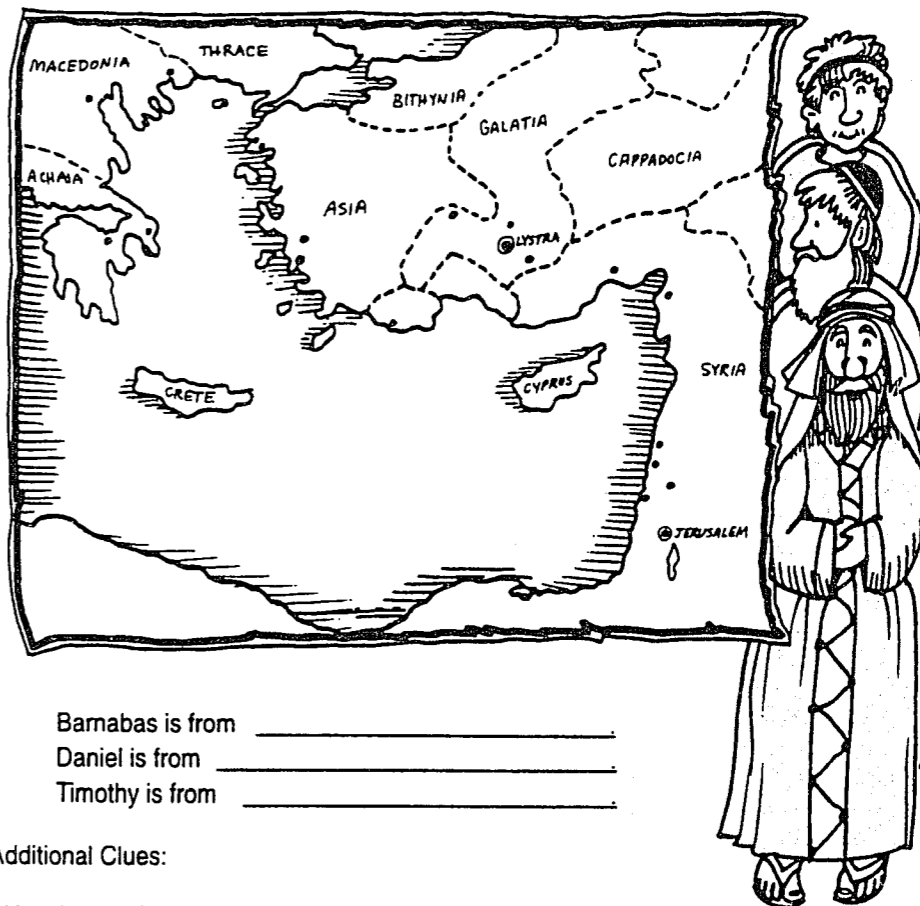 THRACE
MACEDONIA
BITHYNIA
GALATIA
CAPPADOCIA
ACHAIA
ASIA
LYSTRA
SYRIA
CRETE
CYPRUS
JERUSALEM
Barnabas is from
Daniel is from
Timothy is from
Additional Clues: